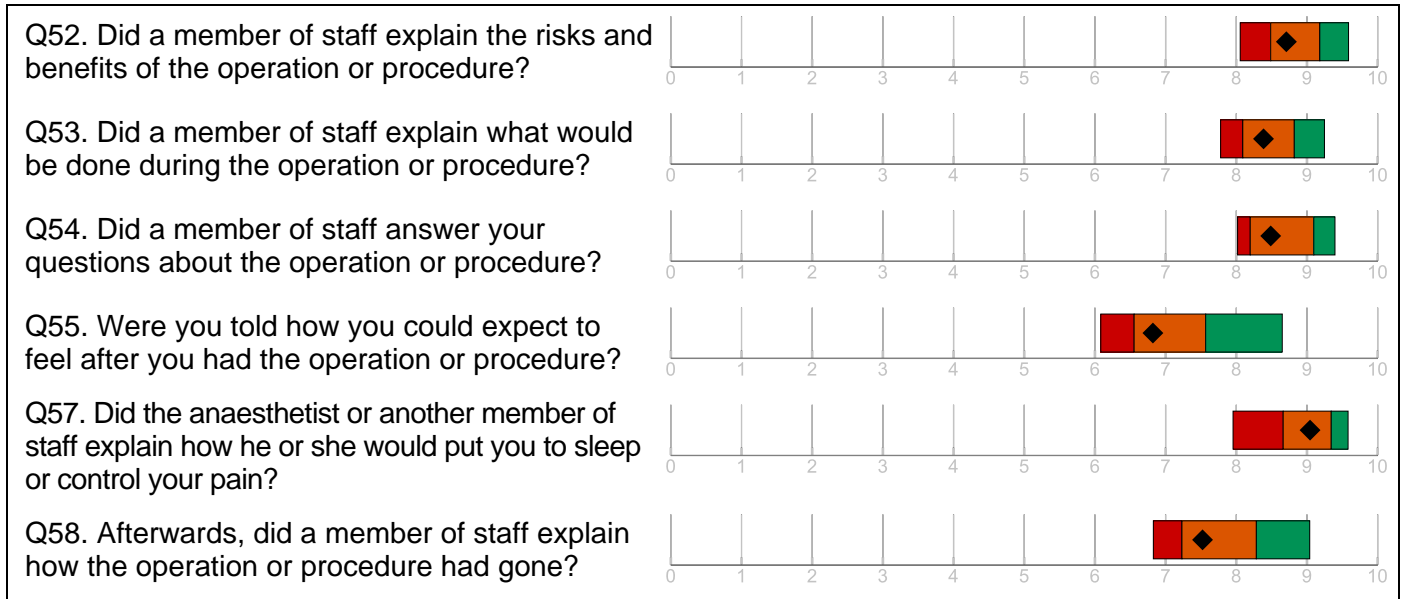 Q52. Did a member of staff explain the risks and
benefits of the operation or procedure?
0 1 2 3 4 5 6 7 8 9 10
Q53. Did a member of staff explain what would
be done during the operation or procedure?
0 1 2 3 4 5 6 7 8 9 10
Q54. Did a member of staff answer your
questions about the operation or procedure?
0 1 2 3 4 5 6 7 8 9 10
Q55. Were you told how you could expect to
feel after you had the operation or procedure?
0 1 2 3 4 5 6 7 8 9 10
Q57. Did the anaesthetist or another member of
staff explain how he or she would put you to sleep
or control your pain?
0 1 2 3 4 5 6 7 8 9 10
Q58. Afterwards, did a member of staff explain
how the operation or procedure had gone?
0 1 2 3 4 5 6 7 8 9 10